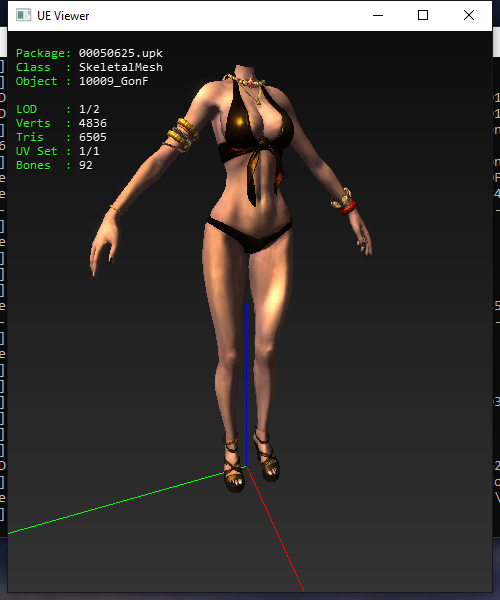 UE Viewer
Package: 00050625.upk
Class : SkeletalMesh
Object : 10009_GonF
LOD : 1/2
Verts : 4836
Tris : 6505
UV Set : 1/1
Bones : 92